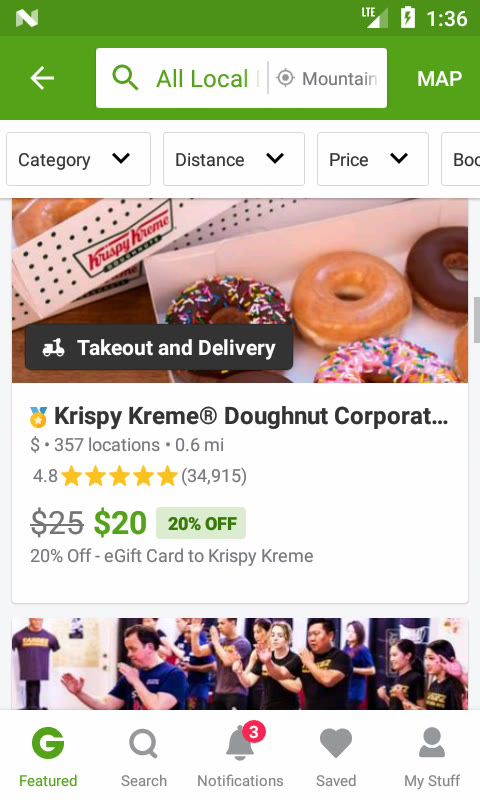 LTE 1:36
All Local
Mountain
MAP
Category
Distance
Price
Boo
Krispy Kreme
DOUGHNUTS
Takeout and Delivery
Krispy Kreme® Doughnut Corporat...
$ • 357 locations • 0.6 mi
4.8 (34,915)
$25 $20 20% OFF
20% Off - eGift Card to Krispy Kreme
3
G
Featured
Search
Notifications
Saved
My Stuff